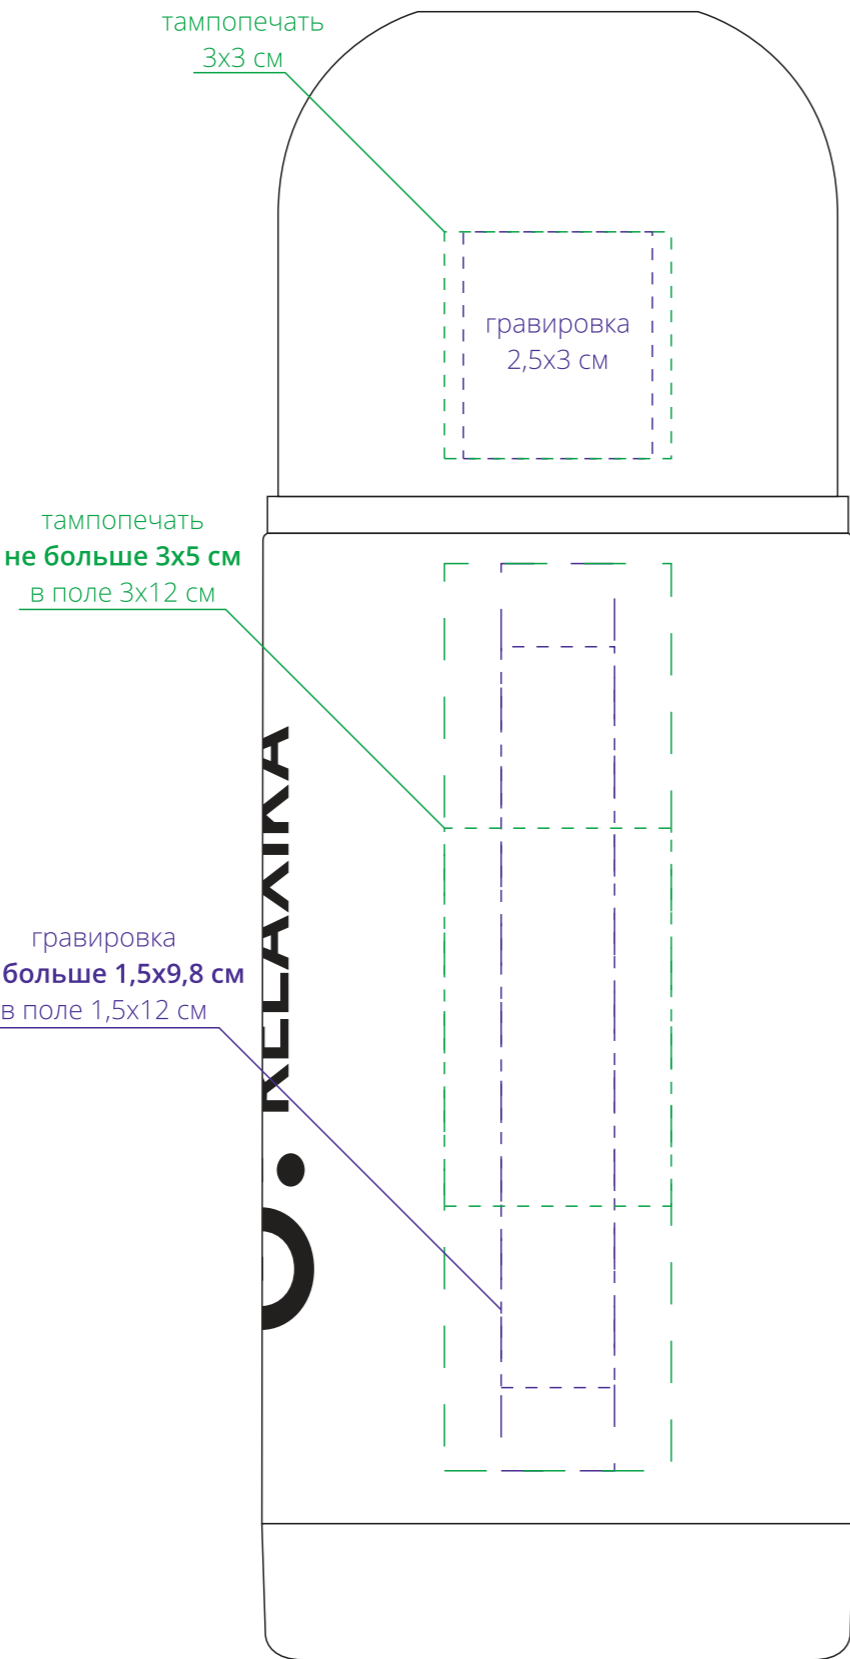 тампопечать
3х3 см
гравировка
2,5х3 см
тампопечать
не больше 3х5 см
в поле 3х12 см
RELAXIKA
гравировка
больше 1,5х9,8 см
в поле 1,5х12 см